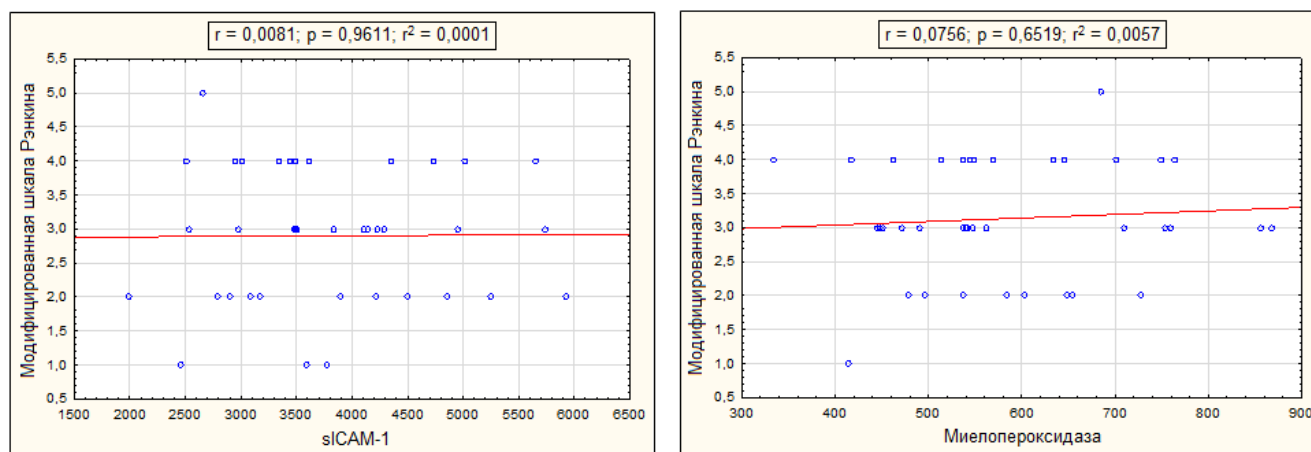 r = 0,0081; p = 0,9611; r² = 0,0001
Модифицированная шкала Рэнкина
5,5
5,0
4,5
4,0
3,5
3,0
2,5
2,0
1,5
1,0
0,5
1500 2000 2500 3000 3500 4000 4500 5000 5500 6000 6500
sICAM-1
r = 0,0756; p = 0,6519; r² = 0,0057
Модифицированная шкала Рэнкина
5,5
5,0
4,5
4,0
3,5
3,0
2,5
2,0
1,5
1,0
0,5
300 400 500 600 700 800 900
Миелопероксидаза